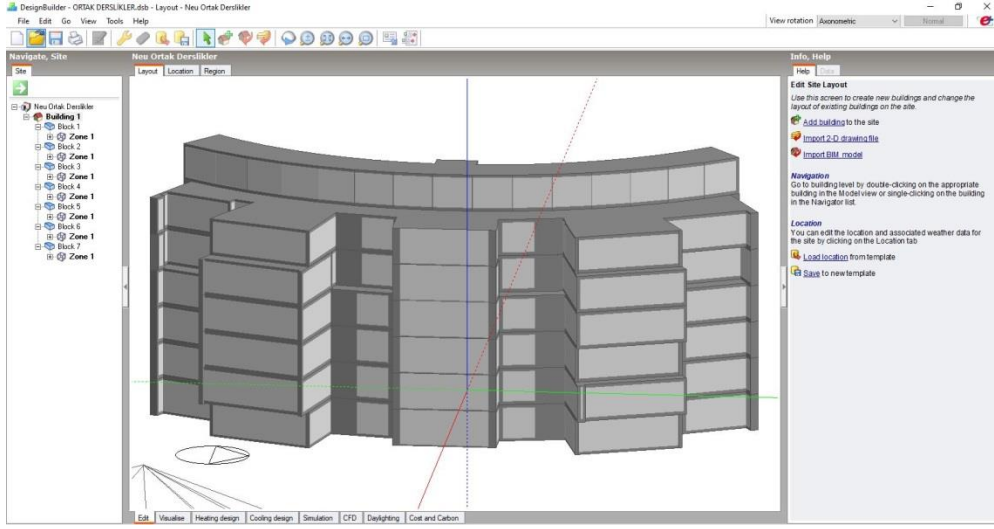 DesignBuilder - ORTAK DERSLİKLER.dsb - Layout - Neu Ortak Derslikler
File Edit Go View Tools Help
View rotation Axonometric
Normal
Navigate, Site
Site
Neu Ortak Derslikler
Building 1
Block 1
Zone 1
Block 2
Zone 1
Block 3
Zone 1
Block 4
Zone 1
Block 5
Zone 1
Block 6
Zone 1
Block 7
Zone 1
Neu Ortak Derslikler
Layout Location Region
Edit Visualise Heating design Cooling design Simulation CFD Daylighting Cost and Carbon
Info, Help
Help Data
Edit Site Layout
Use this screen to create new buildings and change the
layout of existing buildings on the site.
Add building to the site
Import 2-D drawing file
Import BIM model
Navigation
Go to building level by double-clicking on the appropriate
building in the Model view or single-clicking on the building
in the Navigator list.
Location
You can edit the location and associated weather data for
the site by clicking on the Location tab
Load location from template
Save to new template